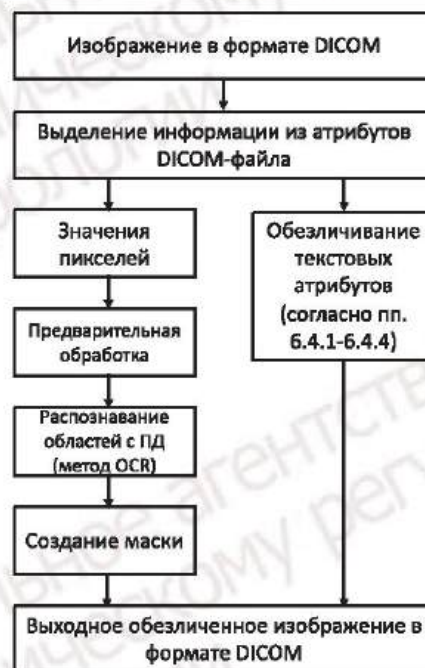 Изображение в формате DICOM
Выделение информации из атрибутов
DICOM-файла
Значения
пикселей
Предварительная
обработка
Распознавание
областей с ПД
(метод OCR)
Создание маски
Обезличивание
текстовых
атрибутов
(согласно пп.
6.4.1-6.4.4)
Выходное обезличенное изображение в
формате DICOM